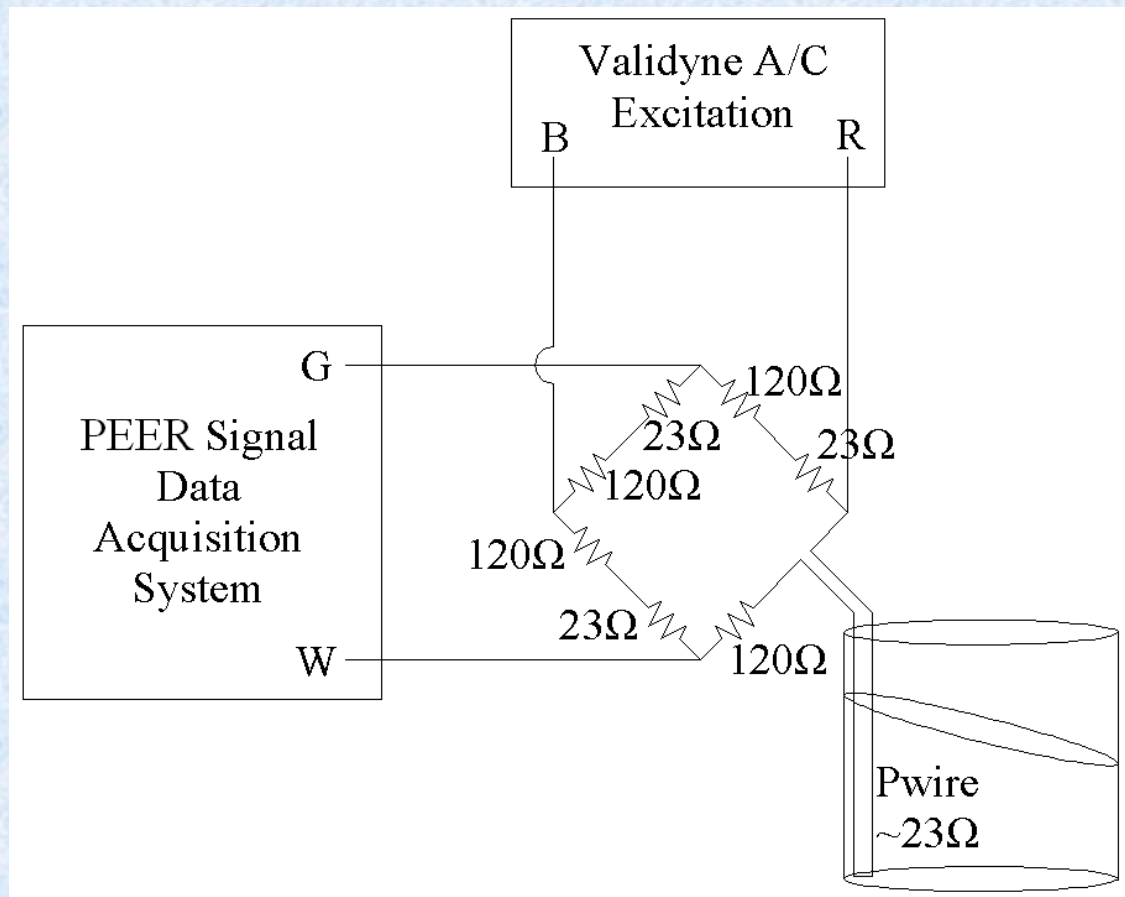 Validyne A/C
Excitation
B
R
G
PEER Signal
Data
Acquisition
System
W
120Ω
23Ω
23Ω
120Ω
120Ω
23Ω
120Ω
Pwire
~23Ω